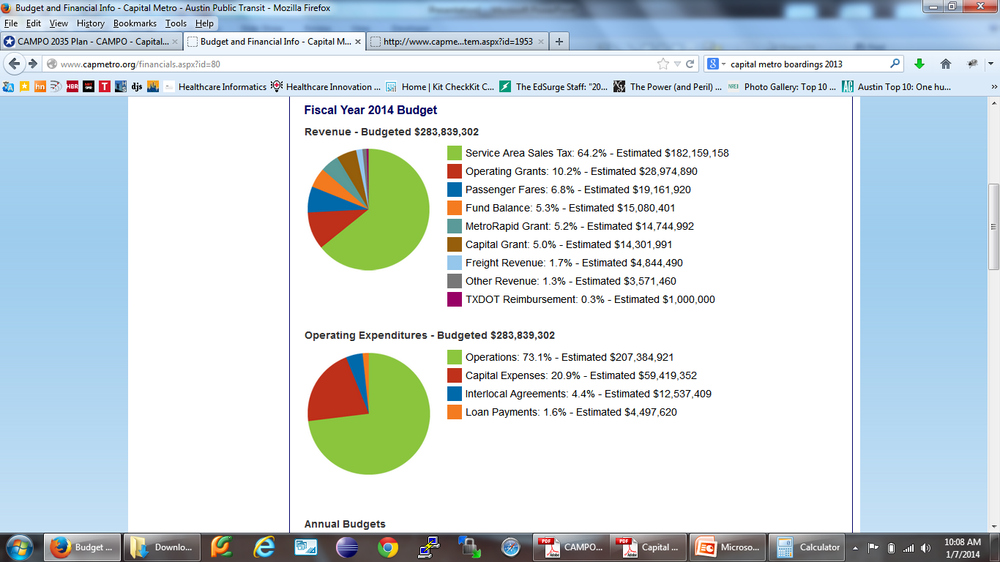 Budget and Financial Info - Capital Metro - Austin Public Transit - Mozilla Firefox
File Edit View History Bookmarks Tools Help
CAMPO 2035 Plan - CAMPO - Capital... × Budget and Financial Info - Capital M... × http://www.capme...tem.aspx?id=1953 × +
www.capmetro.org/financials.aspx?id=80 capital metro boardings 2013
hn HBR T djs Healthcare Informatics Healthcare Innovation ... Home | Kit CheckKit C... The EdSurge Staff: "20... The Power (and Peril) ... NREI Photo Gallery: Top 10 ... AG Austin Top 10: One hu... »
Fiscal Year 2014 Budget
Revenue - Budgeted $283,839,302
Service Area Sales Tax: 64.2% - Estimated $182,159,158
Operating Grants: 10.2% - Estimated $28,974,890
Passenger Fares: 6.8% - Estimated $19,161,920
Fund Balance: 5.3% - Estimated $15,080,401
MetroRapid Grant: 5.2% - Estimated $14,744,992
Capital Grant: 5.0% - Estimated $14,301,991
Freight Revenue: 1.7% - Estimated $4,844,490
Other Revenue: 1.3% - Estimated $3,571,460
TXDOT Reimbursement: 0.3% - Estimated $1,000,000
Operating Expenditures - Budgeted $283,839,302
Operations: 73.1% - Estimated $207,384,921
Capital Expenses: 20.9% - Estimated $59,419,352
Interlocal Agreements: 4.4% - Estimated $12,537,409
Loan Payments: 1.6% - Estimated $4,497,620
Annual Budgets
Budget ... Downlo... PDF Adobe CAMPO... PDF Adobe Capital ... Microso... Calculator 10:08 AM
1/7/2014